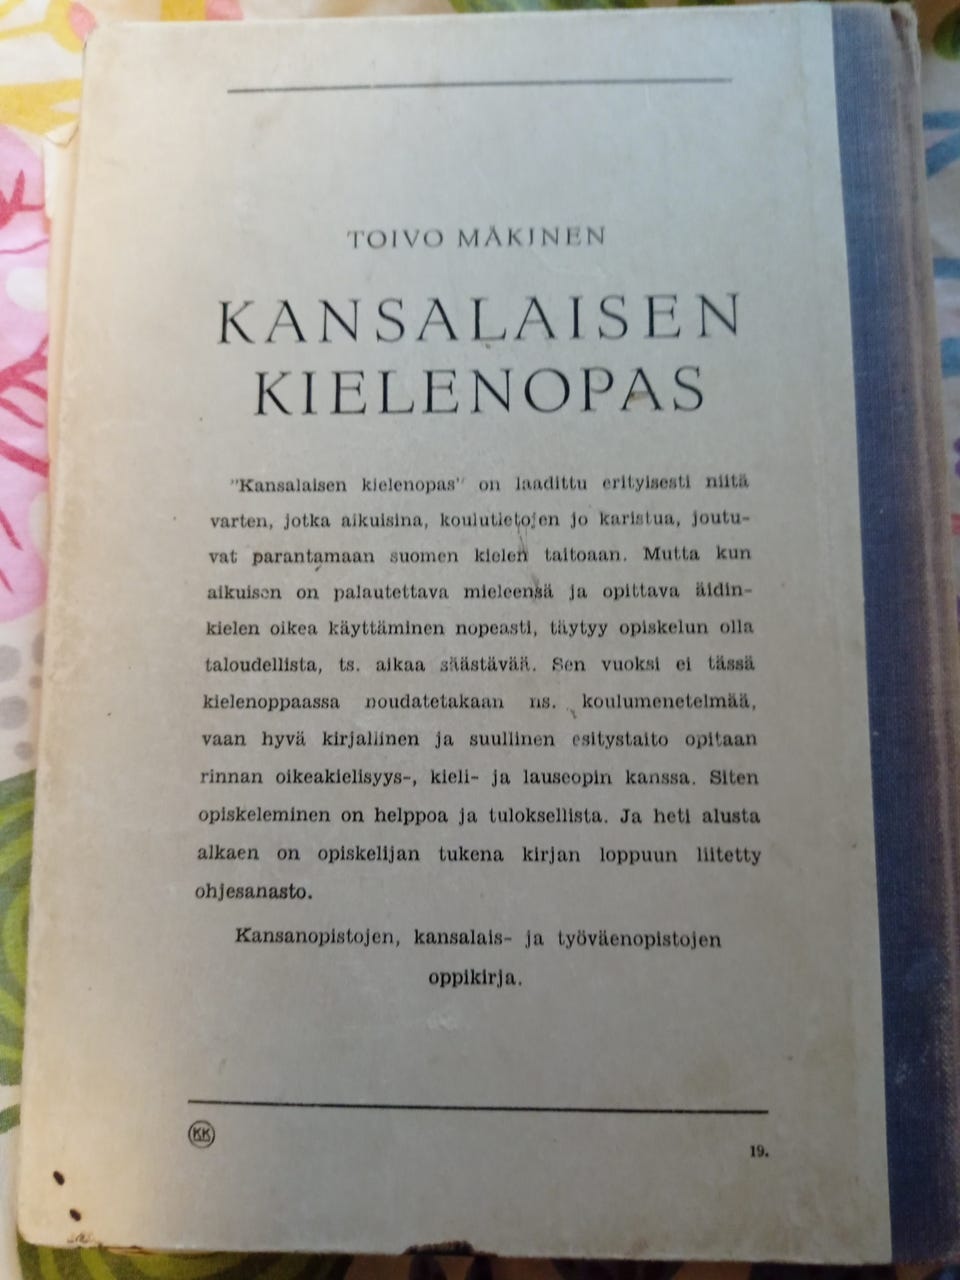 TOIVO MÄKINEN
KANSALAISEN
KIELENOPAS
"Kansalaisen kielenopas" on laadittu erityisesti niitä
varten, jotka aikuisina, koulutietojen jo karistua, joutu-
vat parantamaan suomen kielen taitoaan. Mutta kun
aikuisen on palautettava mieleensä ja opittava äidin-
kielen oikea käyttäminen nopeasti, täytyy opiskelun olla
taloudellista, ts. aikaa säästävää. Sen vuoksi ei tässä
kielenoppaassa noudatetakaan ns. koulumenetelmää,
vaan hyvä kirjallinen ja suullinen esitystaito opitaan
rinnan oikeakielisyys-, kieli- ja lauseopin kanssa. Siten
opiskeleminen on helppoa ja tuloksellista. Ja heti alusta
alkaen on opiskelijan tukena kirjan loppuun liitetty
ohjesanasto.
Kansanopistojen, kansalais- ja työväenopistojen
oppikirja.
KK
19.